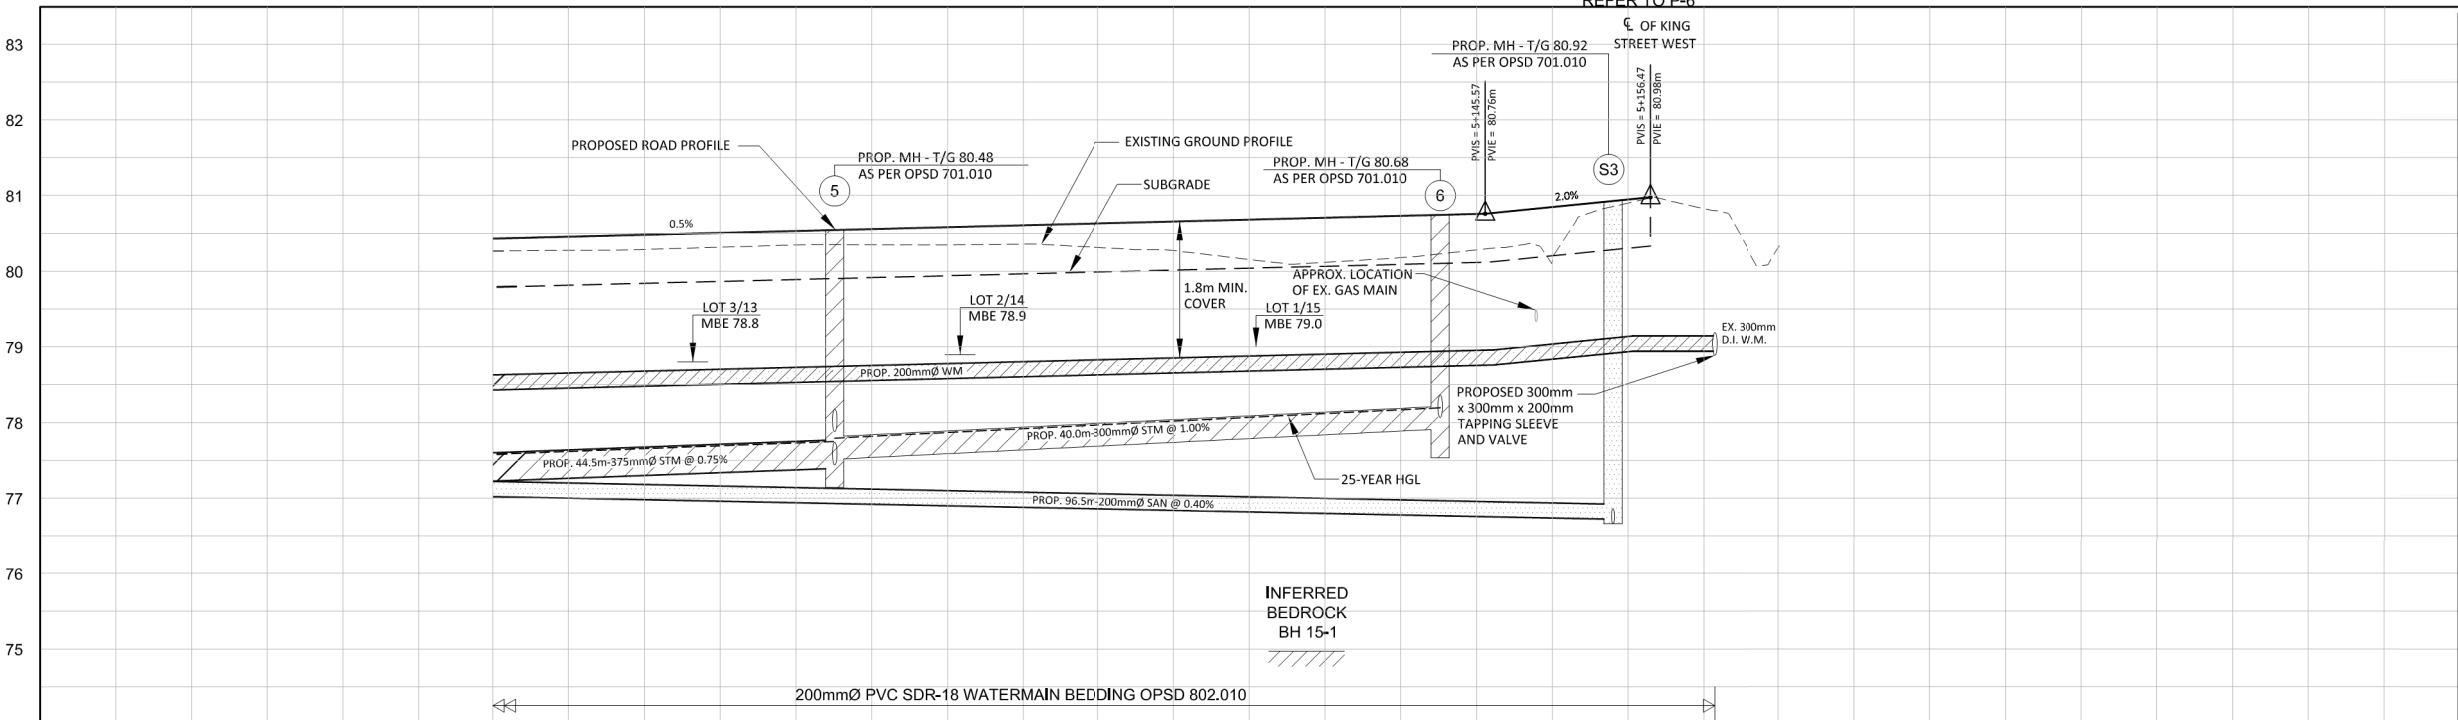 REFER TO P-6
℄ OF KING
STREET WEST
83
82
81
80
79
78
77
76
75
PROP. MH - T/G 80.92
AS PER OPSD 701.010
PVIS = 5+145.57
PVIE = 80.76m
PVIS = 5+156.47
PVIE = 80.98m
PROPOSED ROAD PROFILE
EXISTING GROUND PROFILE
PROP. MH - T/G 80.48
AS PER OPSD 701.010
PROP. MH - T/G 80.68
AS PER OPSD 701.010
SUBGRADE
5
6
S3
0.5%
2.0%
APPROX. LOCATION
OF EX. GAS MAIN
1.8m MIN.
COVER
LOT 3/13
MBE 78.8
LOT 2/14
MBE 78.9
LOT 1/15
MBE 79.0
EX. 300mm
D.I. W.M.
PROP. 200mmØ WM
PROPOSED 300mm
x 300mm x 200mm
TAPPING SLEEVE
AND VALVE
PROP. 40.0m-300mmØ STM @ 1.00%
PROP. 44.5m-375mmØ STM @ 0.75%
25-YEAR HGL
PROP. 96.5m-200mmØ SAN @ 0.40%
INFERRED
BEDROCK
BH 15-1
200mmØ PVC SDR-18 WATERMAIN BEDDING OPSD 802.010